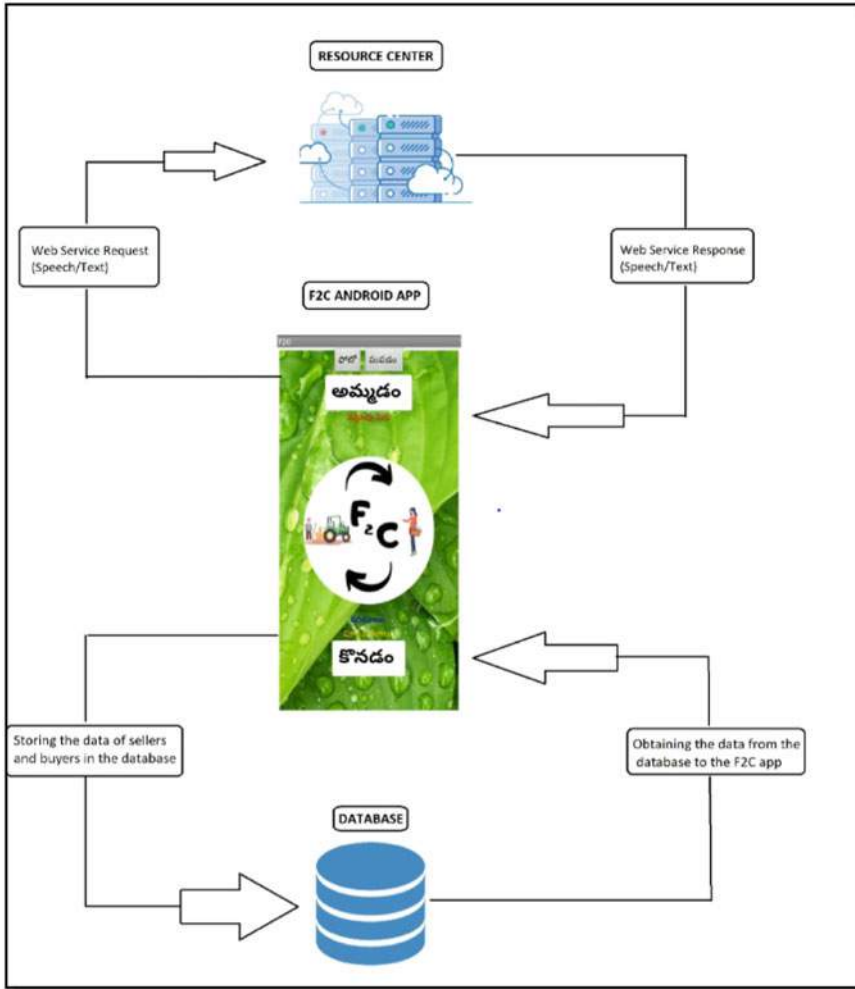 RESOURCE CENTER
Web Service Request
(Speech/Text)
Web Service Response
(Speech/Text)
F2C ANDROID APP
F2C
అమ్మడం
F2C
కొనడం
Storing the data of sellers
and buyers in the database
Obtaining the data from the
database to the F2C app
DATABASE